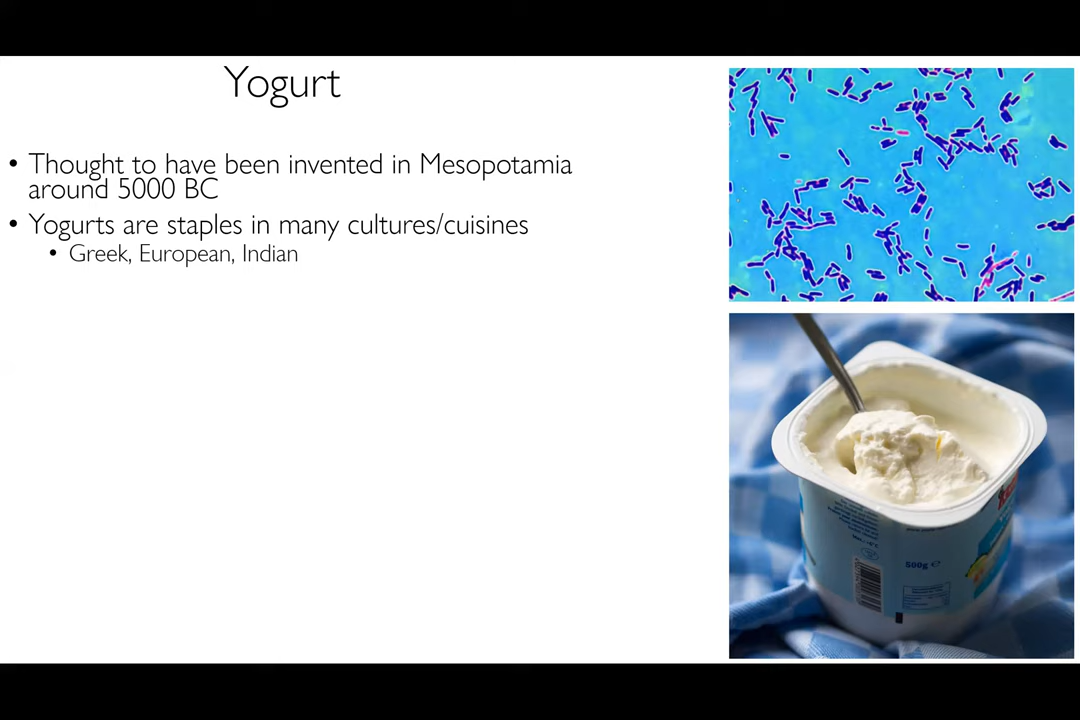 Yogurt
• Thought to have been invented in Mesopotamia
around 5000 BC
• Yogurts are staples in many cultures/cuisines
• Greek, European, Indian
500g ℮